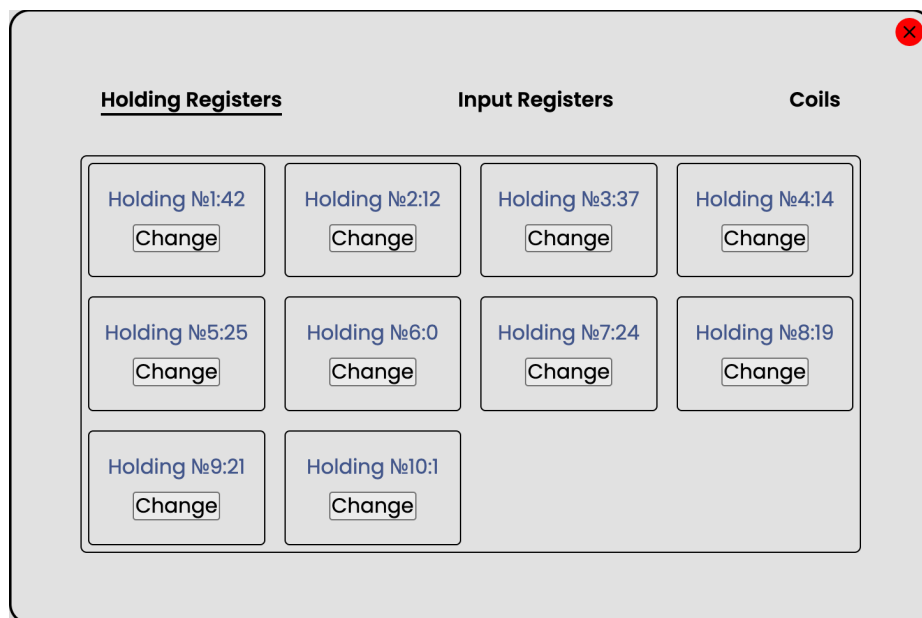 Holding Registers Input Registers Coils
Holding №1:42 Holding №2:12 Holding №3:37 Holding №4:14
Change Change Change Change
Holding №5:25 Holding №6:0 Holding №7:24 Holding №8:19
Change Change Change Change
Holding №9:21 Holding №10:1
Change Change